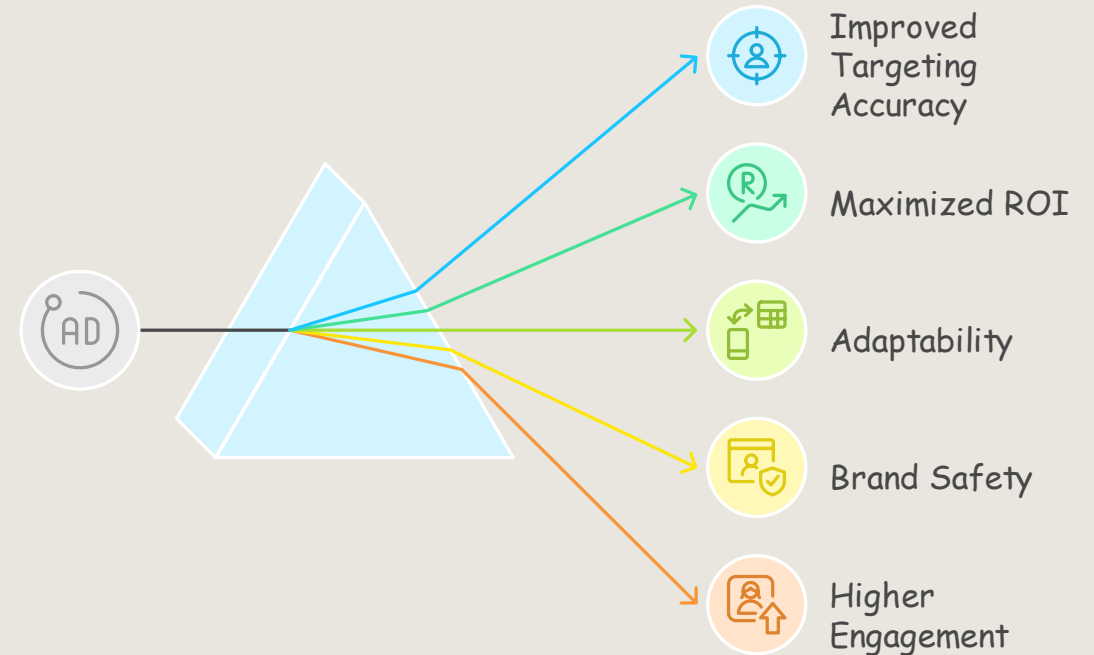 Improved
Targeting
Accuracy
R
Maximized ROI
AD
Adaptability
Brand Safety
Higher
Engagement